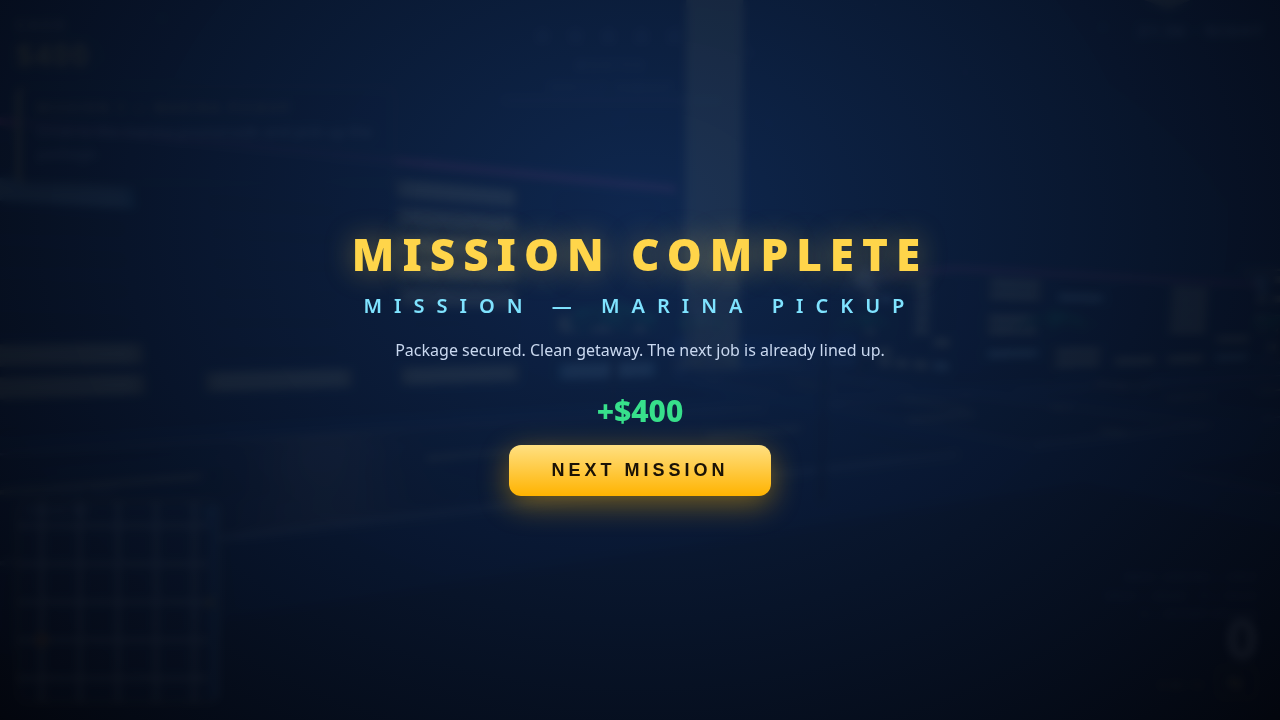 MISSION COMPLETE
MISSION — MARINA PICKUP
Package secured. Clean getaway. The next job is already lined up.
+$400
NEXT MISSION
0